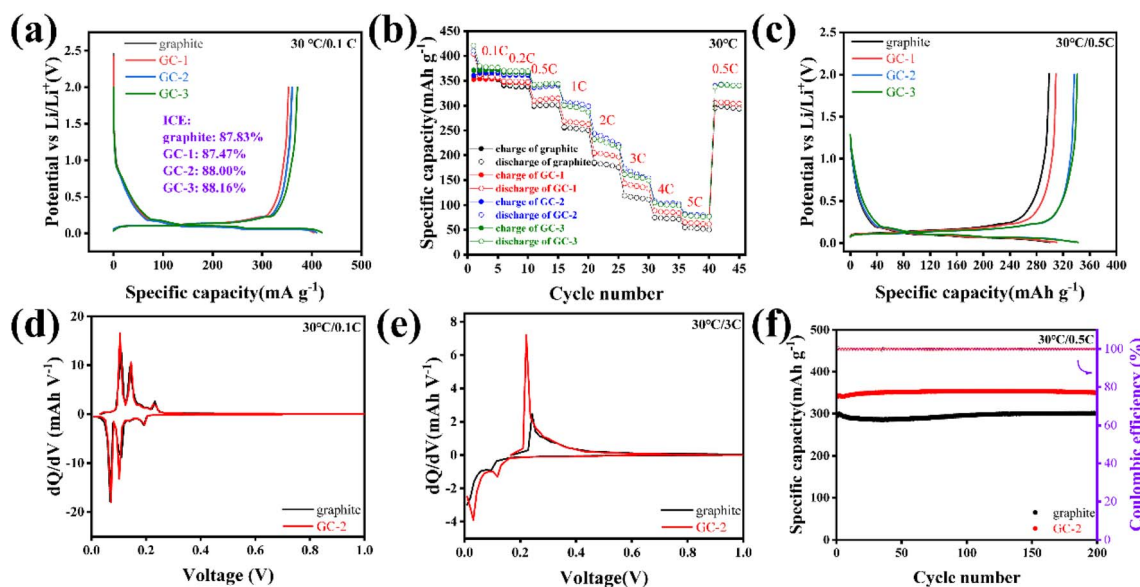 (a)
graphite
GC-1
GC-2
GC-3
30 °C/0.1 C
ICE:
graphite: 87.83%
GC-1: 87.47%
GC-2: 88.00%
GC-3: 88.16%
Potential vs Li/Li⁺(V)
2.5
2.0
1.5
1.0
0.5
0.0
0 100 200 300 400 500
Specific capacity(mA g⁻¹)
(b)
30°C
0.1C
0.2C
0.5C
1C
2C
3C
4C
5C
0.5C
charge of graphite
discharge of graphite
charge of GC-1
discharge of GC-1
charge of GC-2
discharge of GC-2
charge of GC-3
discharge of GC-3
Specific capacity(mAh g⁻¹)
450
400
350
300
250
200
150
100
50
0
0 5 10 15 20 25 30 35 40 45
Cycle number
(c)
graphite
GC-1
GC-2
GC-3
30°C/0.5C
Potential vs Li/Li⁺(V)
2.5
2.0
1.5
1.0
0.5
0.0
0 40 80 120 160 200 240 280 320 360 400
Specific capacity(mAh g⁻¹)
(d)
30°C/0.1C
dQ/dV (mAh V⁻¹)
20
10
0
-10
-20
graphite
GC-2
0.0 0.2 0.4 0.6 0.8 1.0
Voltage (V)
(e)
30°C/3C
dQ/dV(mAh V⁻¹)
8
6
4
2
0
-2
-4
graphite
GC-2
0.0 0.2 0.4 0.6 0.8 1.0
Voltage(V)
(f)
30°C/0.5C
Specific capacity(mAh g⁻¹)
500
400
300
200
100
0
graphite
GC-2
0 50 100 150 200
Cycle number
100
80
60
40
20
0
Coulombic efficiency (%)